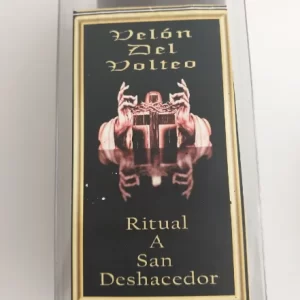 Velón
Del
Volteo
Ritual
A
San
Deshacedor